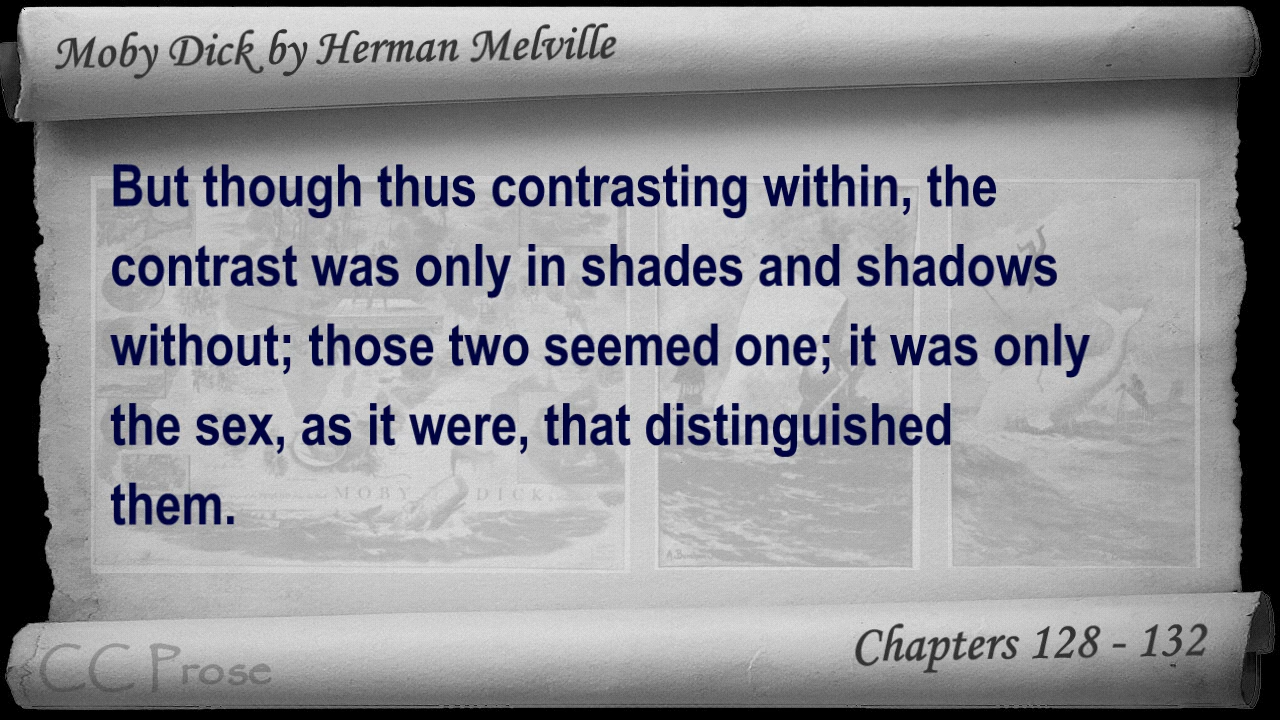 Moby Dick by Herman Melville
But though thus contrasting within, the
contrast was only in shades and shadows
without; those two seemed one; it was only
the sex, as it were, that distinguished
them.
MOBY DICK
Chapters 128 - 132
CC Prose